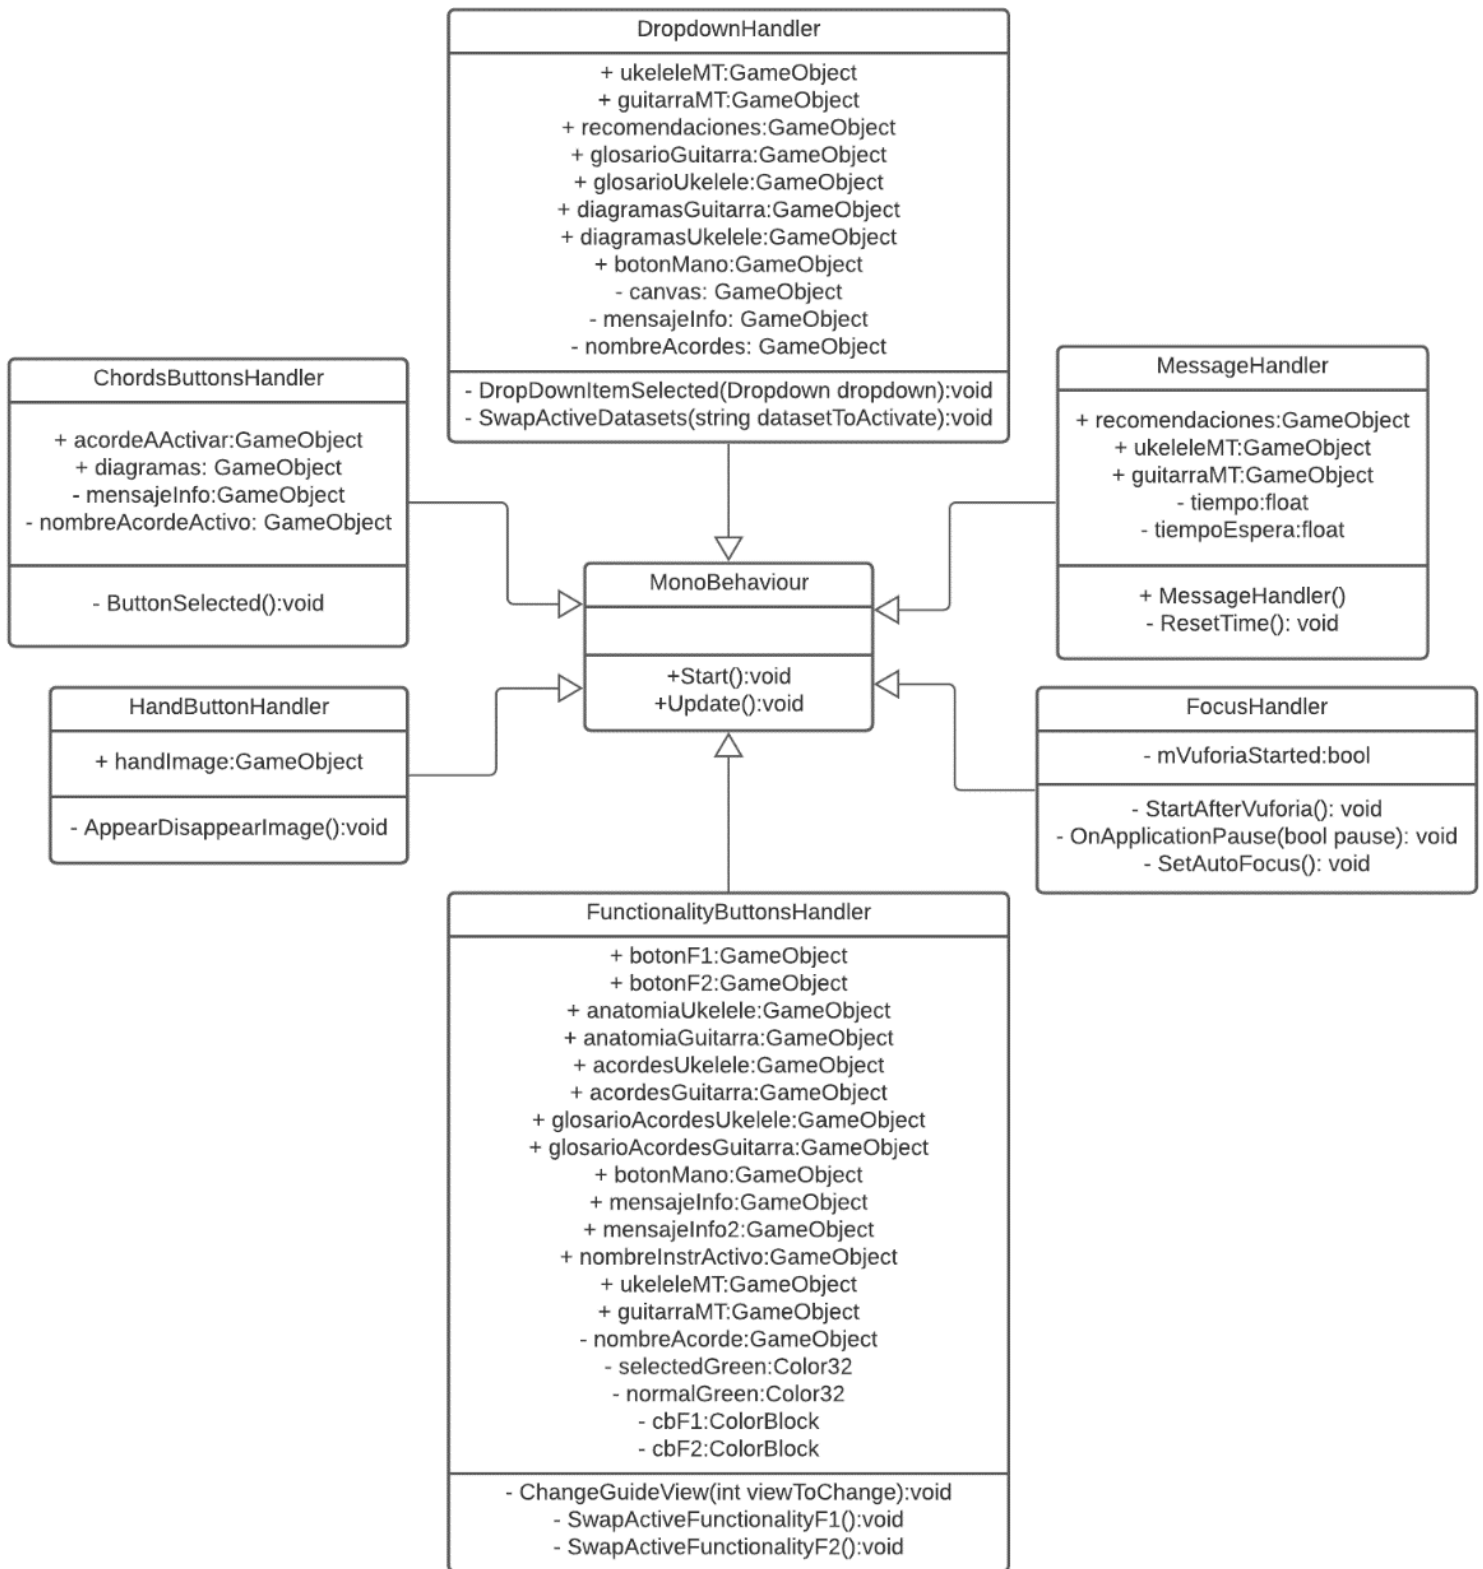 DropdownHandler
+ ukeleleMT:GameObject
+ guitarraMT:GameObject
+ recomendaciones:GameObject
+ glosarioGuitarra:GameObject
+ glosarioUkelele:GameObject
+ diagramasGuitarra:GameObject
+ diagramasUkelele:GameObject
+ botonMano:GameObject
- canvas: GameObject
- mensajeInfo: GameObject
- nombreAcordes: GameObject
- DropDownItemSelected(Dropdown dropdown):void
- SwapActiveDatasets(string datasetToActivate):void
ChordsButtonsHandler
+ acordeAActivar:GameObject
+ diagramas: GameObject
- mensajeInfo:GameObject
- nombreAcordeActivo: GameObject
- ButtonSelected():void
MessageHandler
+ recomendaciones:GameObject
+ ukeleleMT:GameObject
+ guitarraMT:GameObject
- tiempo:float
- tiempoEspera:float
+ MessageHandler()
- ResetTime(): void
MonoBehaviour
+Start():void
+Update():void
HandButtonHandler
+ handImage:GameObject
- AppearDisappearImage():void
FocusHandler
- mVuforiaStarted:bool
- StartAfterVuforia(): void
- OnApplicationPause(bool pause): void
- SetAutoFocus(): void
FunctionalityButtonsHandler
+ botonF1:GameObject
+ botonF2:GameObject
+ anatomiaUkelele:GameObject
+ anatomiaGuitarra:GameObject
+ acordesUkelele:GameObject
+ acordesGuitarra:GameObject
+ glosarioAcordesUkelele:GameObject
+ glosarioAcordesGuitarra:GameObject
+ botonMano:GameObject
+ mensajeInfo:GameObject
+ mensajeInfo2:GameObject
+ nombreInstrActivo:GameObject
+ ukeleleMT:GameObject
+ guitarraMT:GameObject
- nombreAcorde:GameObject
- selectedGreen:Color32
- normalGreen:Color32
- cbF1:ColorBlock
- cbF2:ColorBlock
- ChangeGuideView(int viewToChange):void
- SwapActiveFunctionalityF1():void
- SwapActiveFunctionalityF2():void